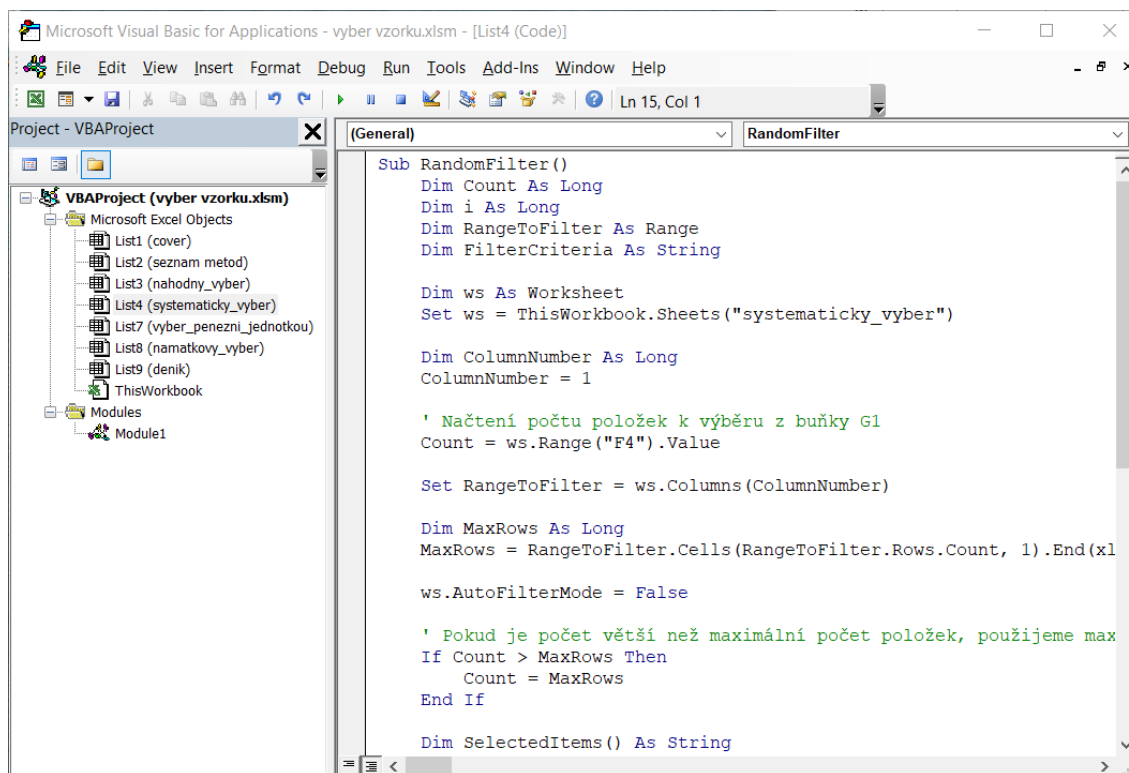 Microsoft Visual Basic for Applications - vyber vzorku.xlsm - [List4 (Code)]
File Edit View Insert Format Debug Run Tools Add-Ins Window Help
Ln 15, Col 1
Project - VBAProject
VBAProject (vyber vzorku.xlsm)
Microsoft Excel Objects
List1 (cover)
List2 (seznam metod)
List3 (nahodny_vyber)
List4 (systematicky_vyber)
List7 (vyber_penezni_jednotkou)
List8 (namatkovy_vyber)
List9 (denik)
ThisWorkbook
Modules
Module1
(General) RandomFilter
Sub RandomFilter()
Dim Count As Long
Dim i As Long
Dim RangeToFilter As Range
Dim FilterCriteria As String
Dim ws As Worksheet
Set ws = ThisWorkbook.Sheets("systematicky_vyber")
Dim ColumnNumber As Long
ColumnNumber = 1
' Načtení počtu položek k výběru z buňky G1
Count = ws.Range("F4").Value
Set RangeToFilter = ws.Columns(ColumnNumber)
Dim MaxRows As Long
MaxRows = RangeToFilter.Cells(RangeToFilter.Rows.Count, 1).End(xl
ws.AutoFilterMode = False
' Pokud je počet větší než maximální počet položek, použijeme max
If Count > MaxRows Then
Count = MaxRows
End If
Dim SelectedItems() As String